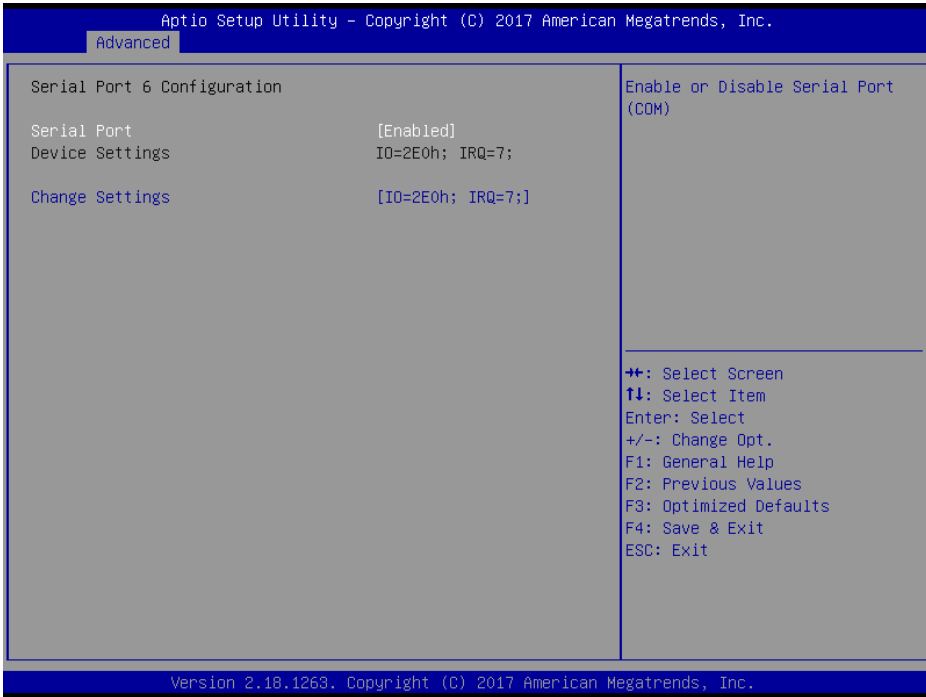 Aptio Setup Utility – Copyright (C) 2017 American Megatrends, Inc.
Advanced
Serial Port 6 Configuration
Serial Port [Enabled]
Device Settings IO=2E0h; IRQ=7;
Change Settings [IO=2E0h; IRQ=7;]
Enable or Disable Serial Port
(COM)
→←: Select Screen
↑↓: Select Item
Enter: Select
+/-: Change Opt.
F1: General Help
F2: Previous Values
F3: Optimized Defaults
F4: Save & Exit
ESC: Exit
Version 2.18.1263. Copyright (C) 2017 American Megatrends, Inc.